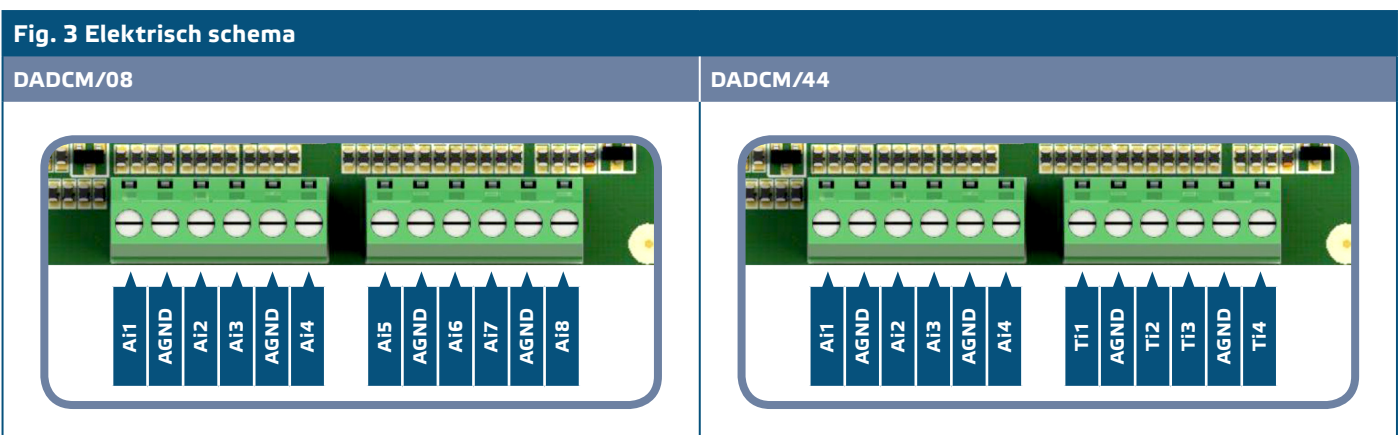 Fig. 3 Elektrisch schema
DADCM/08
DADCM/44
Ai1
AGND
Ai2
Ai3
AGND
Ai4
Ai5
AGND
Ai6
Ai7
AGND
Ai8
Ai1
AGND
Ai2
Ai3
AGND
Ai4
Ti1
AGND
Ti2
Ti3
AGND
Ti4